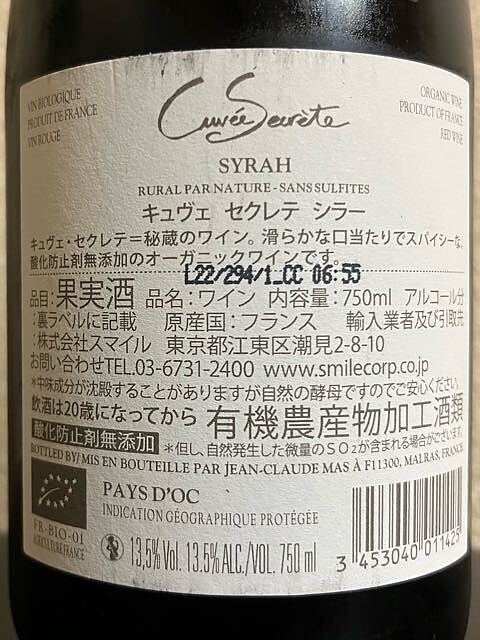 VIN BIOLOGIQUE
PRODUIT DE FRANCE
VIN ROUGE
ORGANIC WINE
PRODUCT OF FRANCE
RED WINE
Cuvée Secrète
SYRAH
RURAL PAR NATURE - SANS SULFITES
キュヴェ セクレテ シラー
キュヴェ・セクレテ=秘蔵のワイン。滑らかな口当たりでスパイシーな、
酸化防止剤無添加のオーガニックワインです。
L22/294/1_CC 06:55
品目:果実酒 品名:ワイン 内容量:750ml アルコール分
:裏ラベルに記載 原産国:フランス 輸入業者及び引取先
:株式会社スマイル 東京都江東区潮見2-8-10
お問い合わせTEL.03-6731-2400 www.smilecorp.co.jp
*中味成分が沈殿することがありますが自然の酵母ですのでご安心ください。
飲酒は20歳になってから 有機農産物加工酒類
酸化防止剤無添加 *但し、自然発生した微量のSO2が含まれる場合がございます。
BOTTLED BY/ MIS EN BOUTEILLE PAR JEAN-CLAUDE MAS À F11300, MALRAS, FRANCE.
PAYS D'OC
INDICATION GÉOGRAPHIQUE PROTÉGÉE
FR-BIO-01
AGRICULTURE FRANCE
13,5% Vol. 13.5% ALC./VOL. 750 ml
3 453040 011425